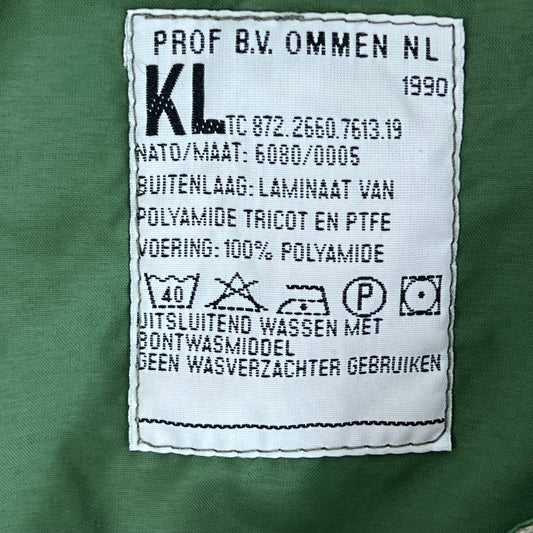 PROF B.V. OMMEN NL
1990
KL TC 872.2660.7613.19
NATO/MAAT: 6080/0005
BUITENLAAG: LAMINAAT VAN
POLYAMIDE TRICOT EN PTFE
VOERING: 100% POLYAMIDE
40 P
UITSLUITEND WASSEN MET
BONTWASMIDDEL
GEEN WASVERZACHTER GEBRUIKEN